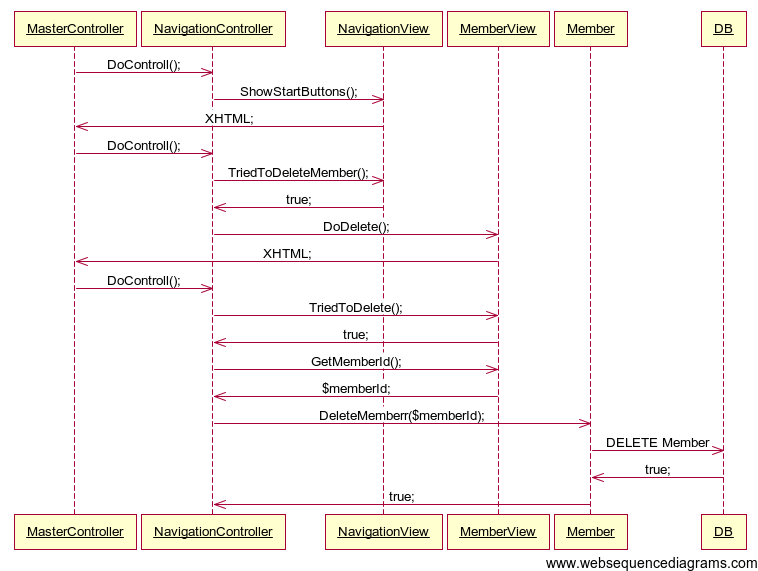 MasterController NavigationController NavigationView MemberView Member DB
DoControll();
ShowStartButtons();
XHTML;
DoControll();
TriedToDeleteMember();
true;
DoDelete();
XHTML;
DoControll();
TriedToDelete();
true;
GetMemberId();
$memberId;
DeleteMemberr($memberId);
DELETE Member
true;
true;
MasterController NavigationController NavigationView MemberView Member DB
www.websequencediagrams.com